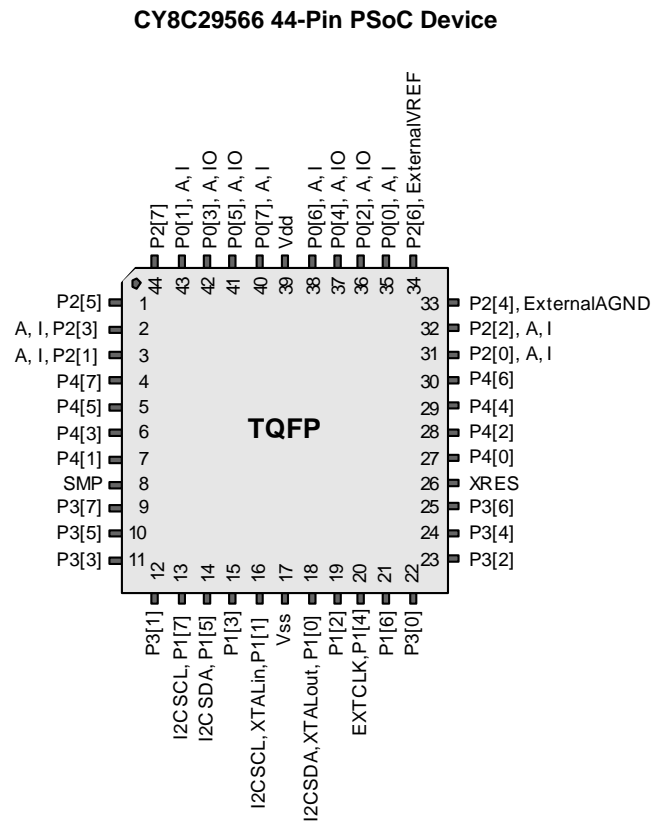 CY8C29566 44-Pin PSoC Device
P2[7]
P0[1], A, I
P0[3], A, IO
P0[5], A, IO
P0[7], A, I
Vdd
P0[6], A, I
P0[4], A, IO
P0[2], A, IO
P0[0], A, I
P2[6], ExternalVREF
44
43
42
41
40
39
38
37
36
35
34
P2[5] 1
A, I, P2[3] 2
A, I, P2[1] 3
P4[7] 4
P4[5] 5
P4[3] 6
P4[1] 7
SMP 8
P3[7] 9
P3[5] 10
P3[3] 11
TQFP
33 P2[4], ExternalAGND
32 P2[2], A, I
31 P2[0], A, I
30 P4[6]
29 P4[4]
28 P4[2]
27 P4[0]
26 XRES
25 P3[6]
24 P3[4]
23 P3[2]
12
13
14
15
16
17
18
19
20
21
22
P3[1]
I2C SCL, P1[7]
I2C SDA, P1[5]
P1[3]
I2CSCL, XTALin, P1[1]
Vss
I2CSDA, XTALout, P1[0]
P1[2]
EXTCLK, P1[4]
P1[6]
P3[0]